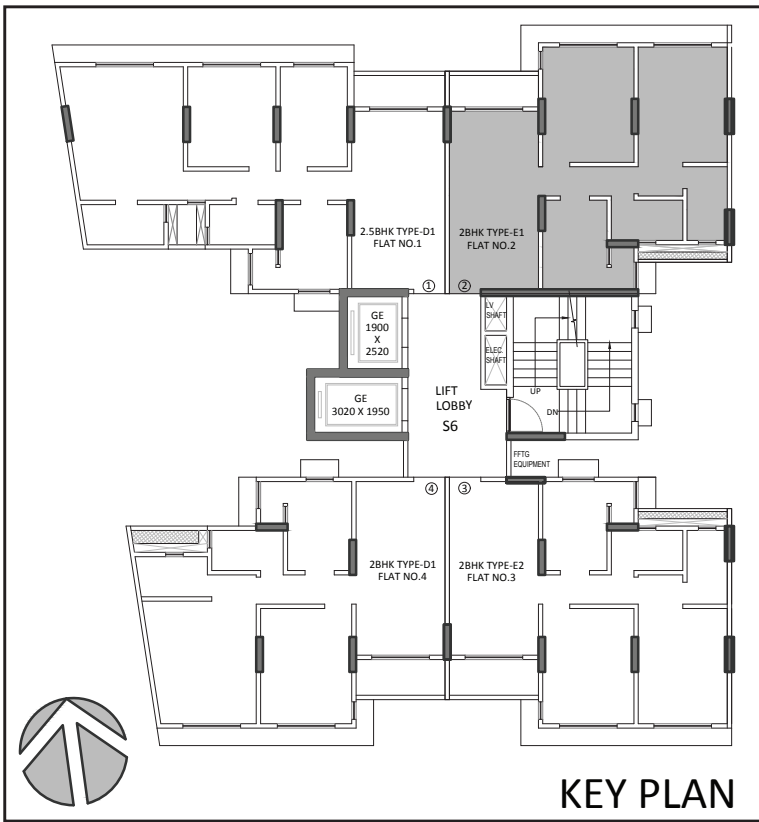 2.5BHK TYPE-D1
FLAT NO.1
2BHK TYPE-E1
FLAT NO.2
①
②
GE
1900
X
2520
LV
SHAFT
ELEC.
SHAFT
GE
3020 X 1950
LIFT
LOBBY
S6
UP
DN
FFTG
EQUIPMENT
④
③
2BHK TYPE-D1
FLAT NO.4
2BHK TYPE-E2
FLAT NO.3
KEY PLAN